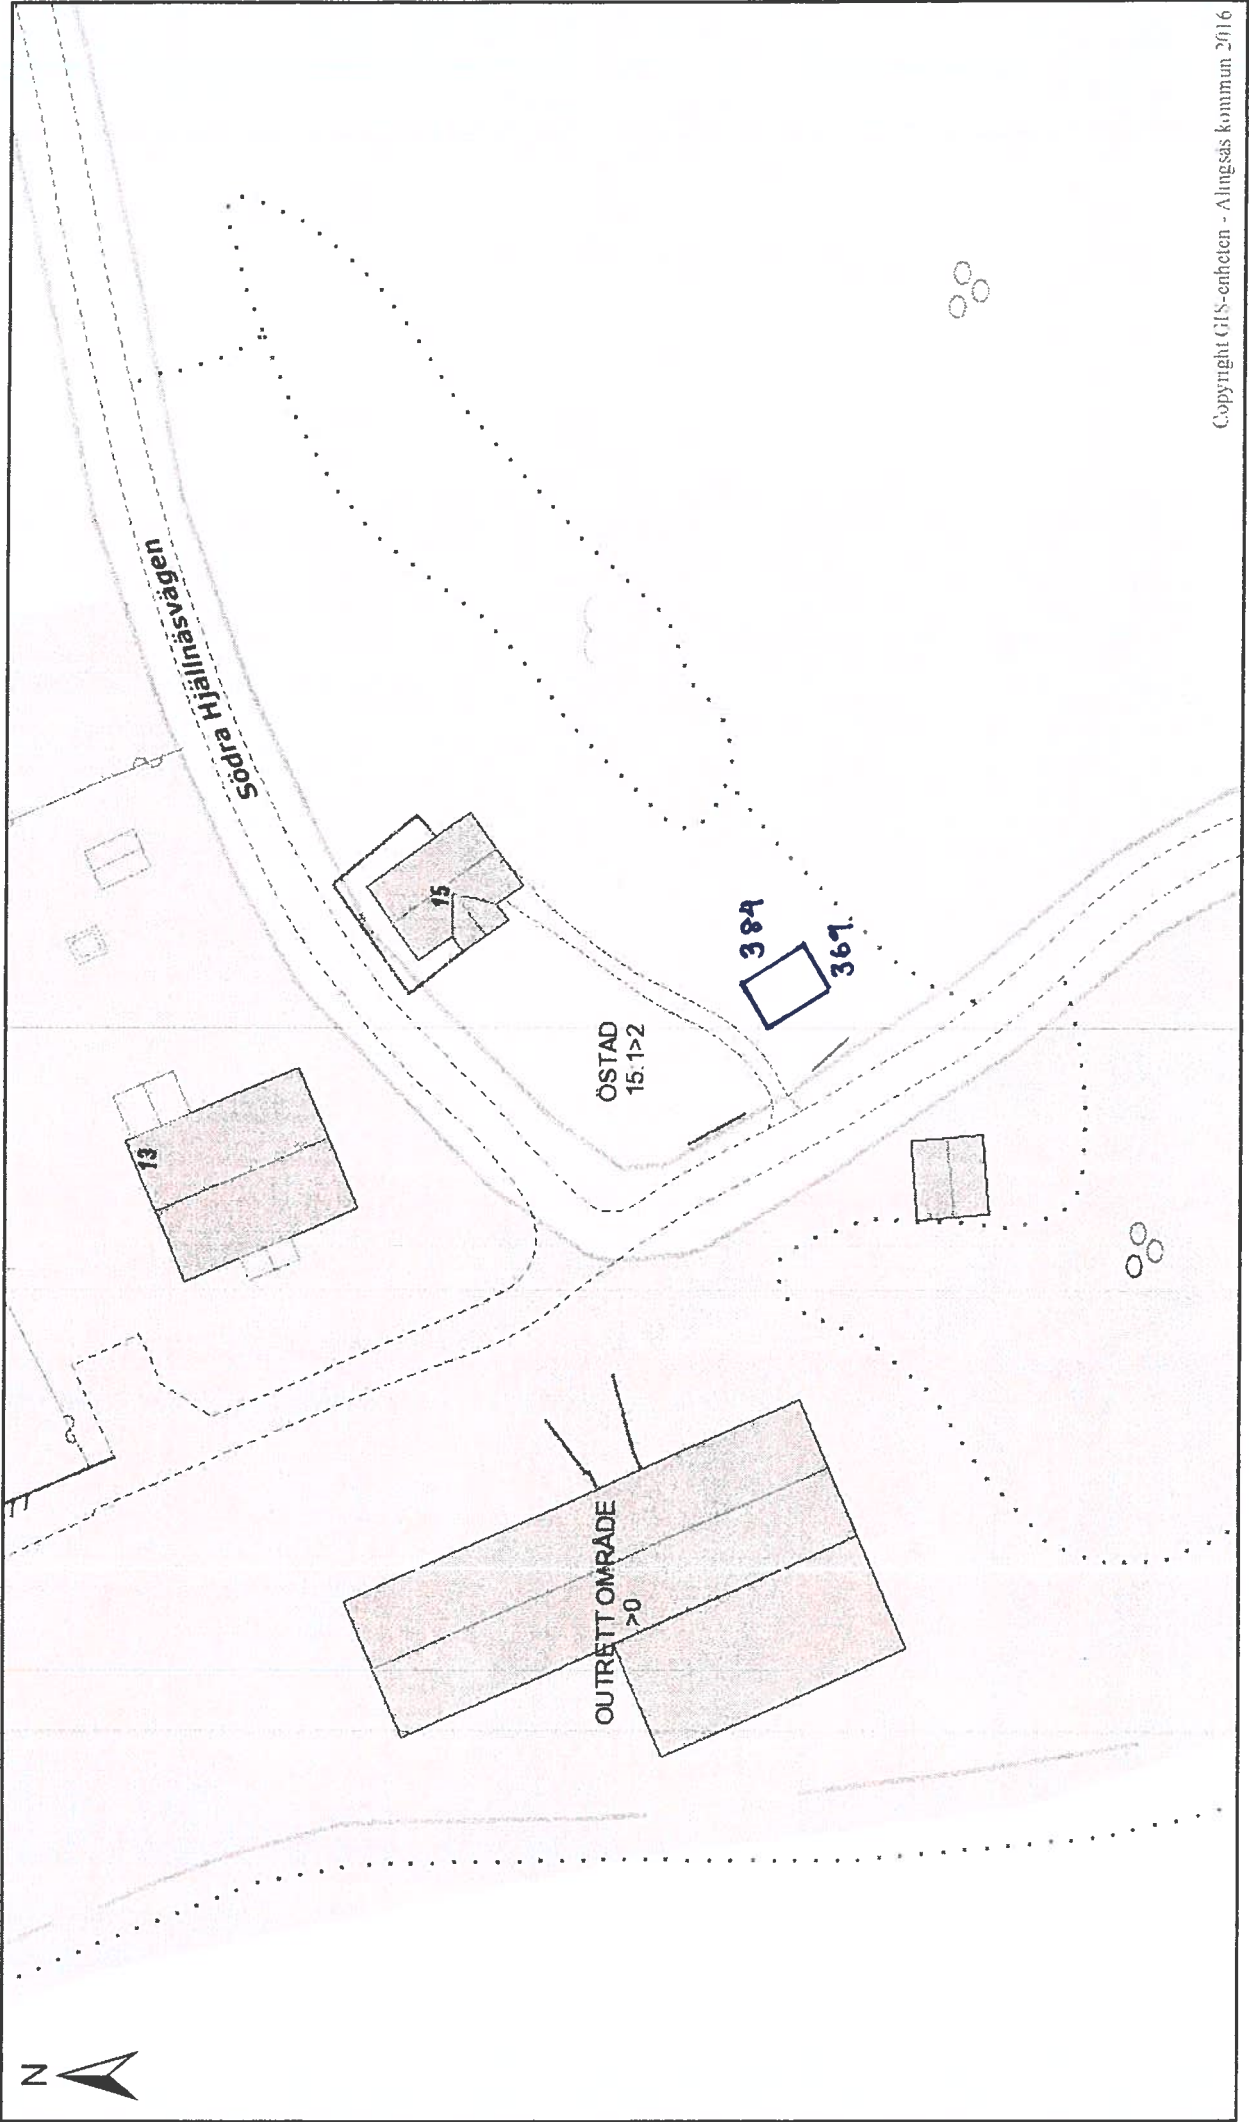 N
13
Södra Hjällnäsvägen
15
OUTRETT OMRÅDE
>0
ÖSTAD
15:1>2
384
369
Copyright GIS-enheten - Alingsås kommun 2016